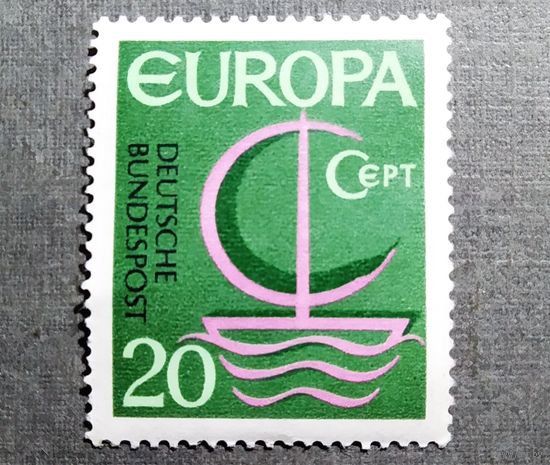 EUROPA
CEPT
DEUTSCHE
BUNDESPOST
20